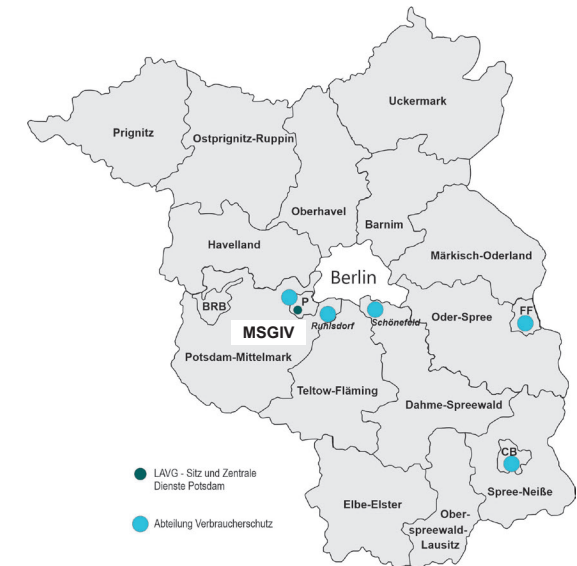 Uckermark
Prignitz
Ostprignitz-Ruppin
Oberhavel
Barnim
Havelland
Märkisch-Oderland
Berlin
BRB
P
FF
MSGIV
Ruhlsdorf
Schönefeld
Oder-Spree
Potsdam-Mittelmark
Teltow-Fläming
Dahme-Spreewald
CB
Spree-Neiße
Elbe-Elster
Ober-
spreewald-
Lausitz
LAVG - Sitz und Zentrale
Dienste Potsdam
Abteilung Verbraucherschutz